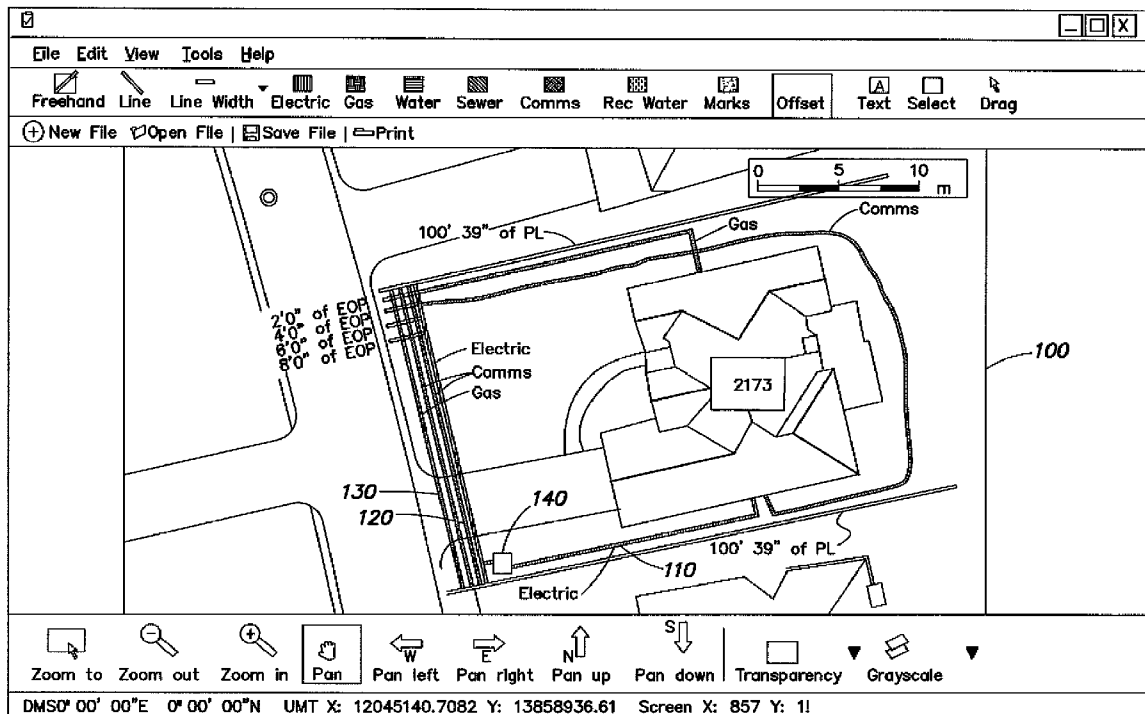 X
File Edit View Tools Help
Freehand Line Line Width Electric Gas Water Sewer Comms Rec Water Marks Offset A Text Select Drag
New File Open File | Save File | Print
0 5 10
m
Comms
Gas
100' 39" of PL
2'0" of EOP
4'0" of EOP
6'0" of EOP
8'0" of EOP
Electric
Comms
Gas
100
2173
130
140
120
100' 39" of PL
110
Electric
Zoom to Zoom out Zoom in Pan W Pan left E Pan right N Pan up S Pan down Transparency Grayscale
DMS0° 00' 00"E 0° 00' 00"N UMT X: 12045140.7082 Y: 13858936.61 Screen X: 857 Y: 1!